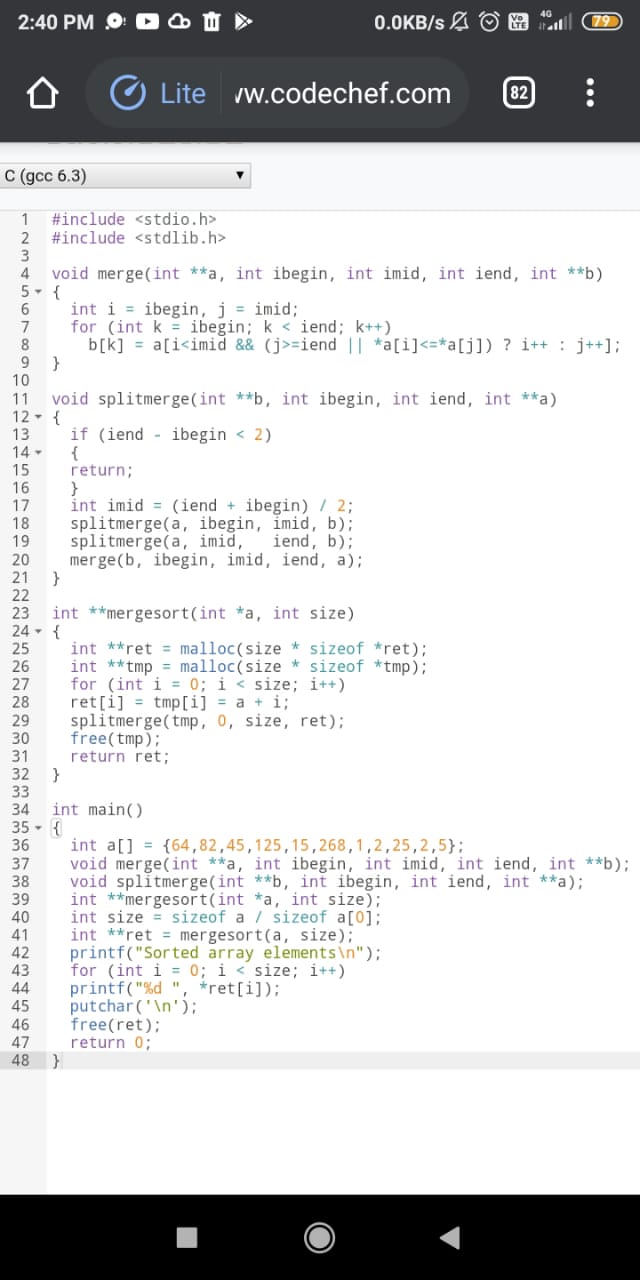 2:40 PM 0.0KB/s Vo LTE 4G 79
Lite vw.codechef.com 82
C (gcc 6.3)
1 #include <stdio.h>
2 #include <stdlib.h>
3
4 void merge(int **a, int ibegin, int imid, int iend, int **b)
5 {
6 int i = ibegin, j = imid;
7 for (int k = ibegin; k < iend; k++)
8 b[k] = a[i<imid && (j>=iend || *a[i]<=*a[j]) ? i++ : j++];
9 }
10
11 void splitmerge(int **b, int ibegin, int iend, int **a)
12 {
13 if (iend - ibegin < 2)
14 {
15 return;
16 }
17 int imid = (iend + ibegin) / 2;
18 splitmerge(a, ibegin, imid, b);
19 splitmerge(a, imid, iend, b);
20 merge(b, ibegin, imid, iend, a);
21 }
22
23 int **mergesort(int *a, int size)
24 {
25 int **ret = malloc(size * sizeof *ret);
26 int **tmp = malloc(size * sizeof *tmp);
27 for (int i = 0; i < size; i++)
28 ret[i] = tmp[i] = a + i;
29 splitmerge(tmp, 0, size, ret);
30 free(tmp);
31 return ret;
32 }
33
34 int main()
35 {
36 int a[] = {64,82,45,125,15,268,1,2,25,2,5};
37 void merge(int **a, int ibegin, int imid, int iend, int **b);
38 void splitmerge(int **b, int ibegin, int iend, int **a);
39 int **mergesort(int *a, int size);
40 int size = sizeof a / sizeof a[0];
41 int **ret = mergesort(a, size);
42 printf("Sorted array elements\n");
43 for (int i = 0; i < size; i++)
44 printf("%d ", *ret[i]);
45 putchar('\n');
46 free(ret);
47 return 0;
48 }